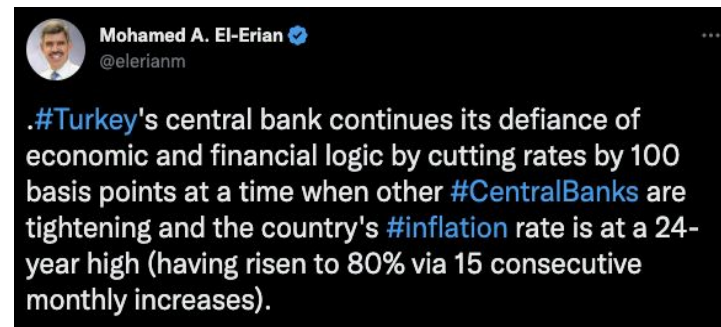 Mohamed A. El-Erian
@elerianm
.#Turkey's central bank continues its defiance of
economic and financial logic by cutting rates by 100
basis points at a time when other #CentralBanks are
tightening and the country's #inflation rate is at a 24-
year high (having risen to 80% via 15 consecutive
monthly increases).